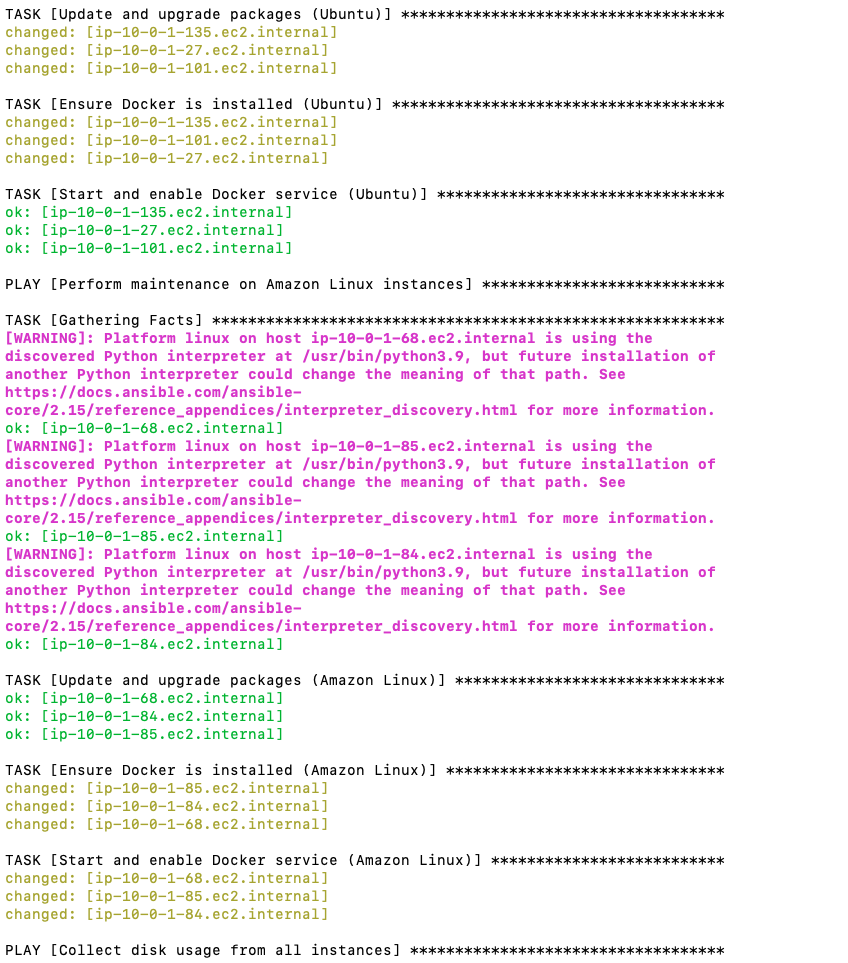 TASK [Update and upgrade packages (Ubuntu)] ************************************
changed: [ip-10-0-1-135.ec2.internal]
changed: [ip-10-0-1-27.ec2.internal]
changed: [ip-10-0-1-101.ec2.internal]

TASK [Ensure Docker is installed (Ubuntu)] *************************************
changed: [ip-10-0-1-135.ec2.internal]
changed: [ip-10-0-1-101.ec2.internal]
changed: [ip-10-0-1-27.ec2.internal]

TASK [Start and enable Docker service (Ubuntu)] ********************************
ok: [ip-10-0-1-135.ec2.internal]
ok: [ip-10-0-1-27.ec2.internal]
ok: [ip-10-0-1-101.ec2.internal]

PLAY [Perform maintenance on Amazon Linux instances] ***************************

TASK [Gathering Facts] *********************************************************
[WARNING]: Platform linux on host ip-10-0-1-68.ec2.internal is using the
discovered Python interpreter at /usr/bin/python3.9, but future installation of
another Python interpreter could change the meaning of that path. See
https://docs.ansible.com/ansible-
core/2.15/reference_appendices/interpreter_discovery.html for more information.
ok: [ip-10-0-1-68.ec2.internal]
[WARNING]: Platform linux on host ip-10-0-1-85.ec2.internal is using the
discovered Python interpreter at /usr/bin/python3.9, but future installation of
another Python interpreter could change the meaning of that path. See
https://docs.ansible.com/ansible-
core/2.15/reference_appendices/interpreter_discovery.html for more information.
ok: [ip-10-0-1-85.ec2.internal]
[WARNING]: Platform linux on host ip-10-0-1-84.ec2.internal is using the
discovered Python interpreter at /usr/bin/python3.9, but future installation of
another Python interpreter could change the meaning of that path. See
https://docs.ansible.com/ansible-
core/2.15/reference_appendices/interpreter_discovery.html for more information.
ok: [ip-10-0-1-84.ec2.internal]

TASK [Update and upgrade packages (Amazon Linux)] ******************************
ok: [ip-10-0-1-68.ec2.internal]
ok: [ip-10-0-1-84.ec2.internal]
ok: [ip-10-0-1-85.ec2.internal]

TASK [Ensure Docker is installed (Amazon Linux)] *******************************
changed: [ip-10-0-1-85.ec2.internal]
changed: [ip-10-0-1-84.ec2.internal]
changed: [ip-10-0-1-68.ec2.internal]

TASK [Start and enable Docker service (Amazon Linux)] **************************
changed: [ip-10-0-1-68.ec2.internal]
changed: [ip-10-0-1-85.ec2.internal]
changed: [ip-10-0-1-84.ec2.internal]

PLAY [Collect disk usage from all instances] ***********************************